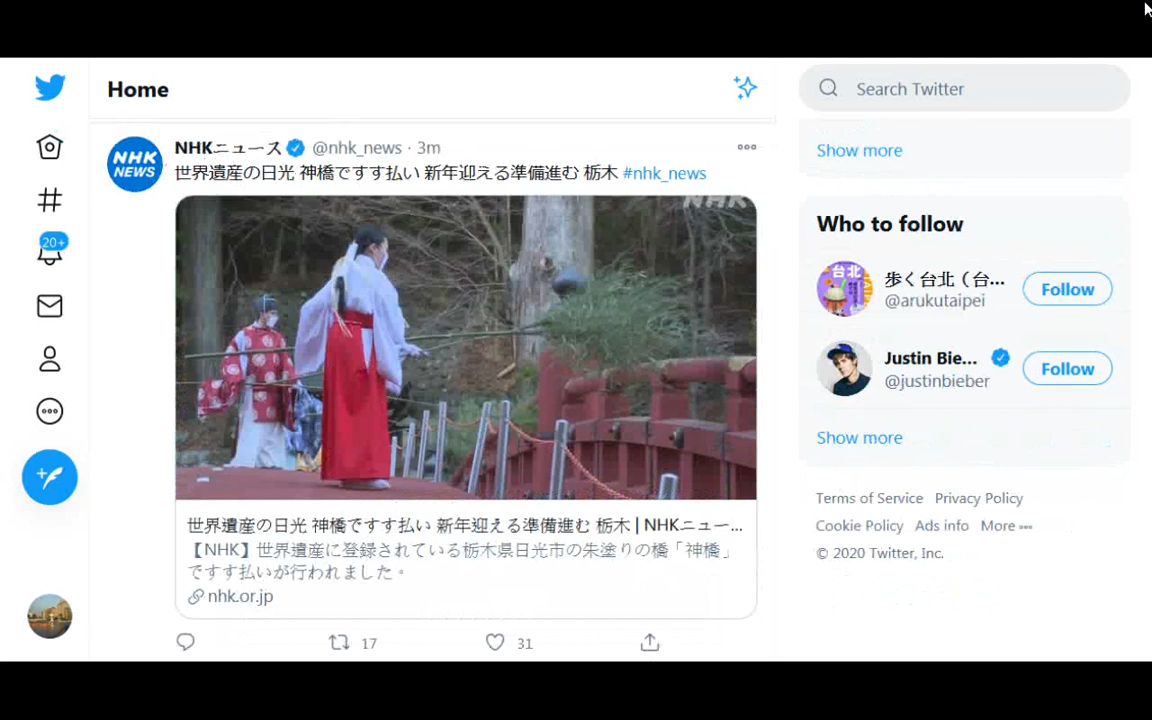 Home
Search Twitter
20+
NHK NEWS
NHKニュース @nhk_news · 3m
世界遺産の日光 神橋ですす払い 新年迎える準備進む 栃木 #nhk_news
NHK
世界遺産の日光 神橋ですす払い 新年迎える準備進む 栃木 | NHKニュー...
【NHK】世界遺産に登録されている栃木県日光市の朱塗りの橋「神橋」
ですす払いが行われました。
nhk.or.jp
17
31
Show more
Who to follow
台北
歩く台北（台...
@arukutaipei
Follow
Justin Bie...
@justinbieber
Follow
Show more
Terms of Service Privacy Policy
Cookie Policy Ads info More
© 2020 Twitter, Inc.